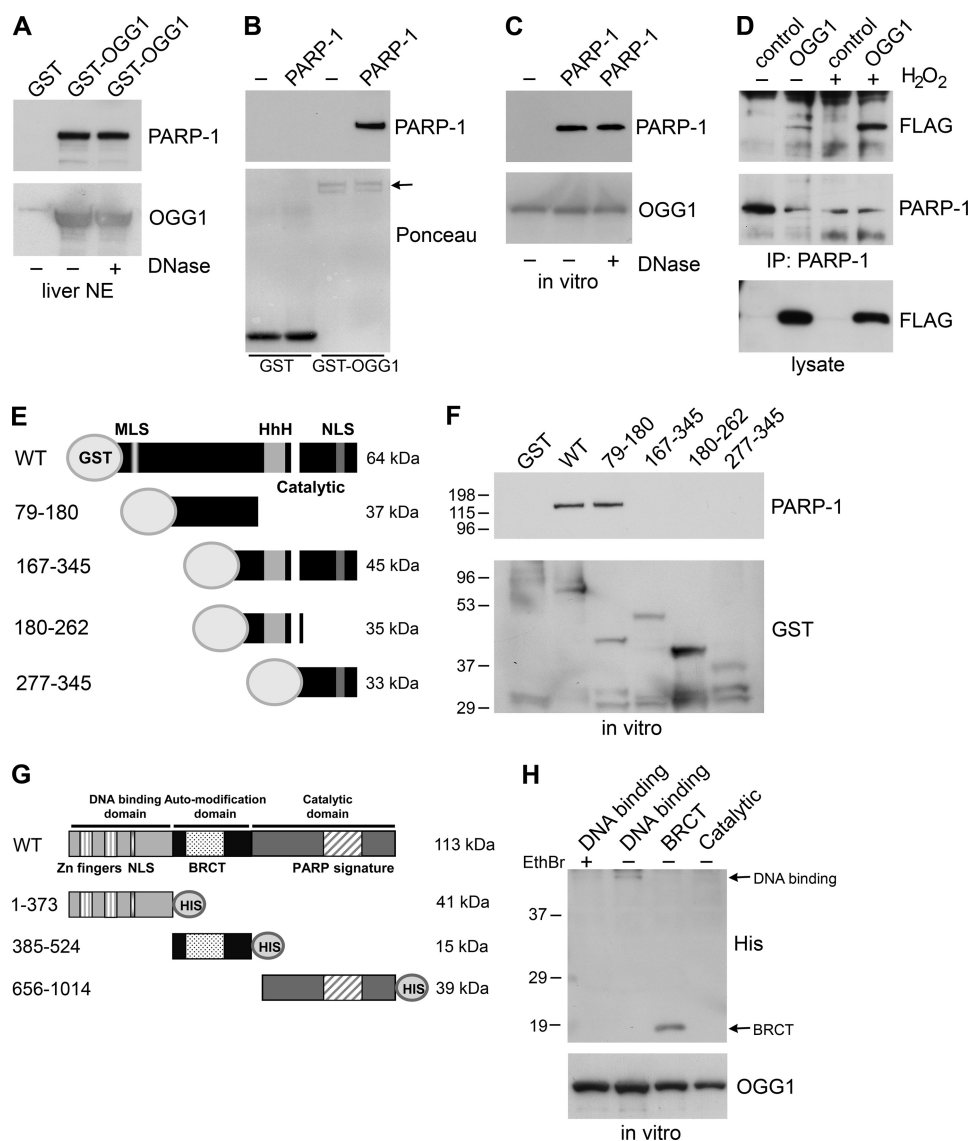 A
GST
GST-OGG1
GST-OGG1
PARP-1
OGG1
– – + DNase
liver NE
B
– PARP-1 – PARP-1
PARP-1
Ponceau
GST GST-OGG1
C
– PARP-1 PARP-1
PARP-1
OGG1
– – + DNase
in vitro
D
control OGG1 control OGG1
– – + + H2O2
FLAG
PARP-1
IP: PARP-1
FLAG
lysate
E
MLS HhH NLS
WT GST 64 kDa
Catalytic
79-180 37 kDa
167-345 45 kDa
180-262 35 kDa
277-345 33 kDa
F
GST WT 79-180 167-345 180-262 277-345
198
115
96
PARP-1
96
53
37
29
GST
in vitro
G
DNA binding domain
Auto-modification domain
Catalytic domain
WT 113 kDa
Zn fingers NLS BRCT PARP signature
1-373 HIS 41 kDa
385-524 HIS 15 kDa
656-1014 HIS 39 kDa
H
DNA binding DNA binding BRCT Catalytic
EthBr + – – –
DNA binding
37
His
29
19
BRCT
OGG1
in vitro